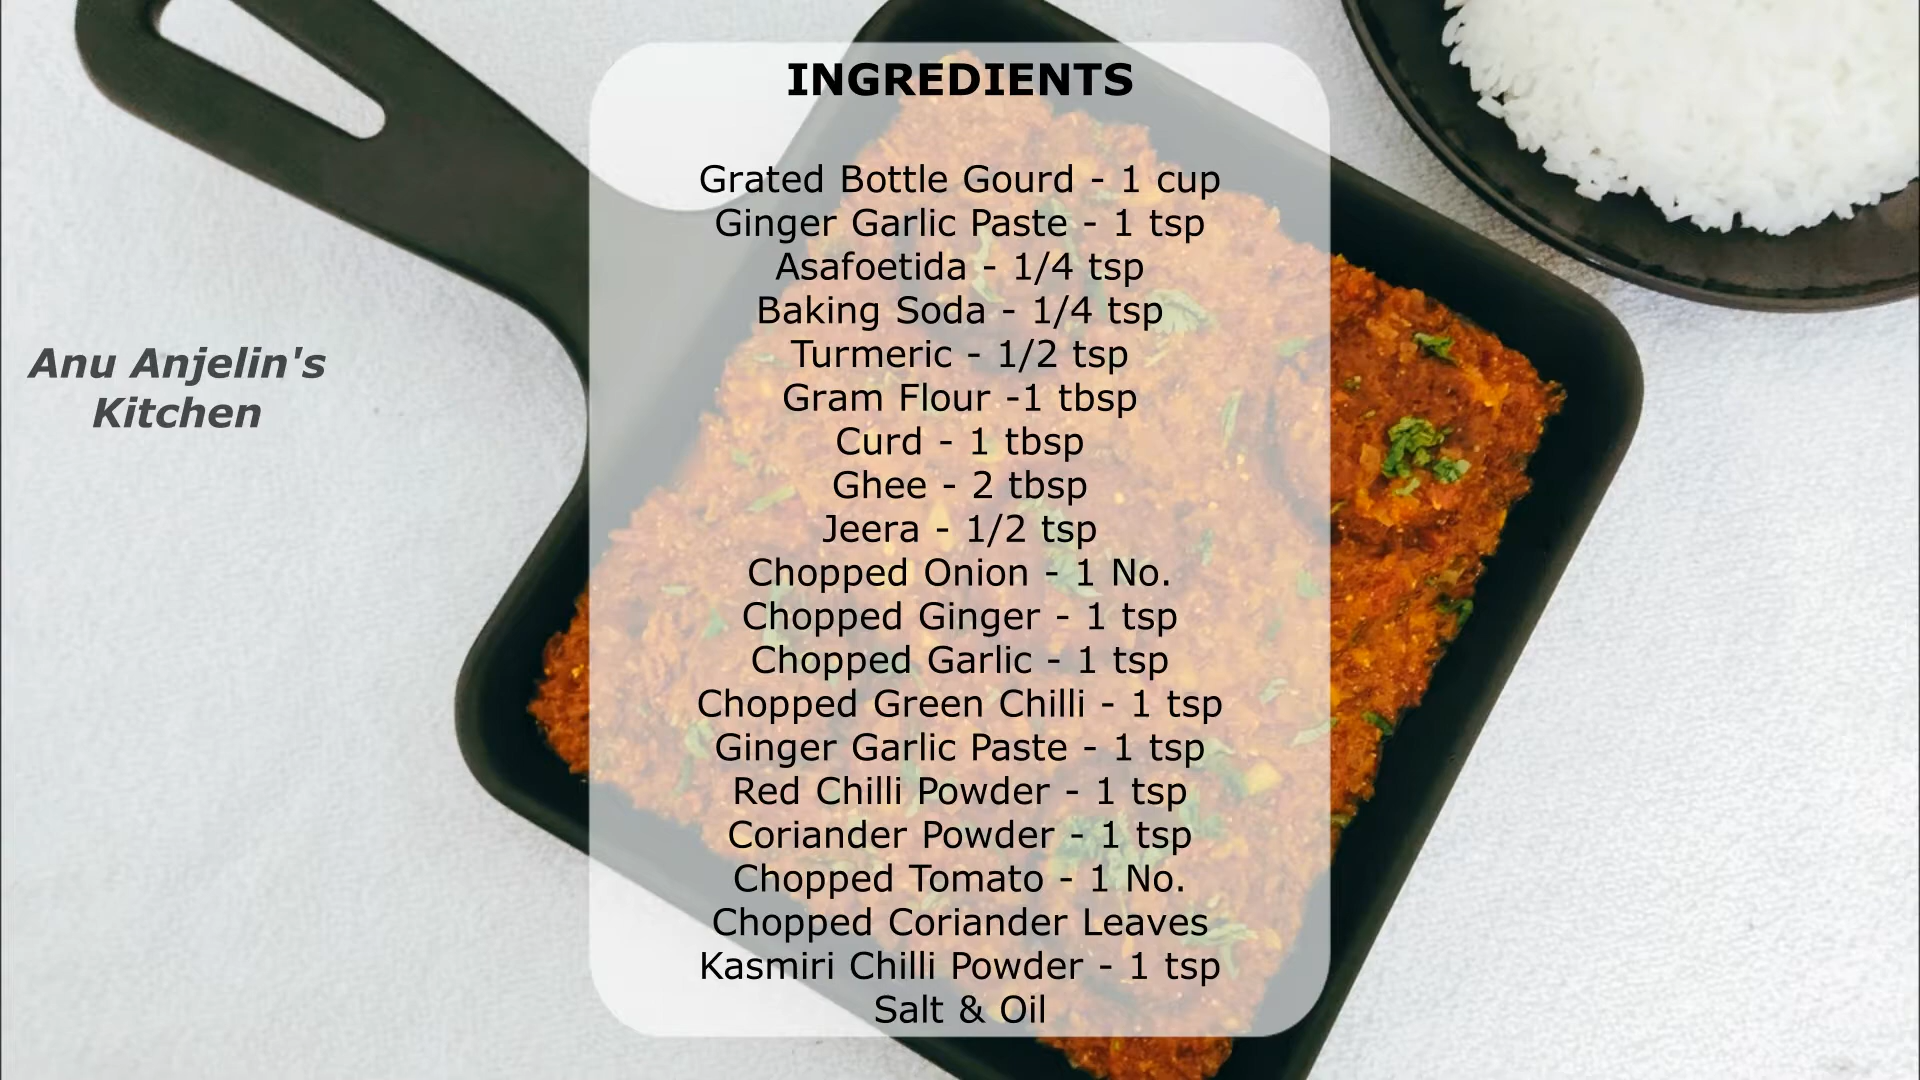 INGREDIENTS
Grated Bottle Gourd - 1 cup
Ginger Garlic Paste - 1 tsp
Asafoetida - 1/4 tsp
Baking Soda - 1/4 tsp
Turmeric - 1/2 tsp
Gram Flour -1 tbsp
Curd - 1 tbsp
Ghee - 2 tbsp
Jeera - 1/2 tsp
Chopped Onion - 1 No.
Chopped Ginger - 1 tsp
Chopped Garlic - 1 tsp
Chopped Green Chilli - 1 tsp
Ginger Garlic Paste - 1 tsp
Red Chilli Powder - 1 tsp
Coriander Powder - 1 tsp
Chopped Tomato - 1 No.
Chopped Coriander Leaves
Kasmiri Chilli Powder - 1 tsp
Salt & Oil
Anu Anjelin's
Kitchen